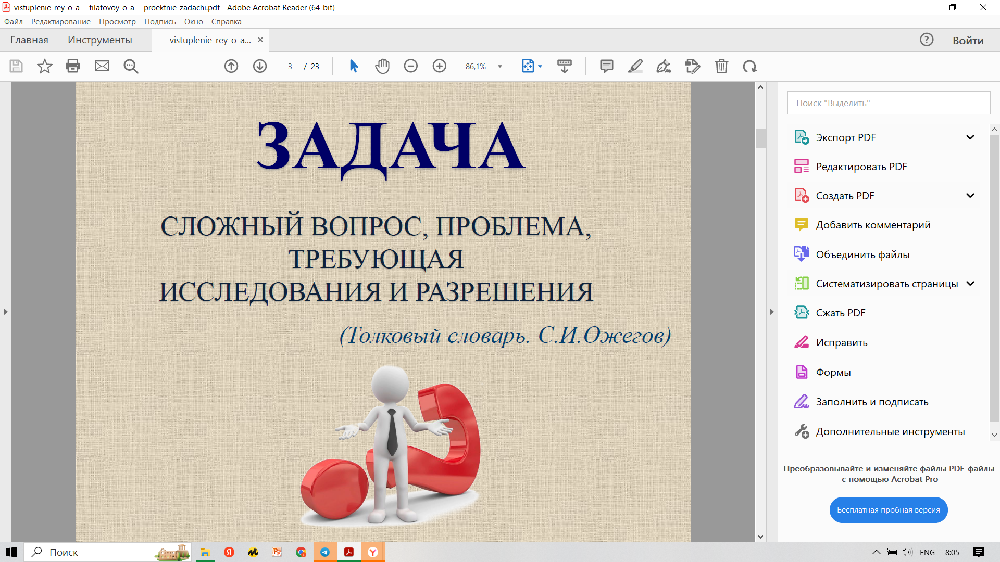 vistuplenie_rey_o_a___filatovoy_o_a___proektnie_zadachi.pdf - Adobe Acrobat Reader (64-bit)
Файл Редактирование Просмотр Подпись Окно Справка
Главная Инструменты vistuplenie_rey_o_a... × Войти
3 / 23 86,1%
ЗАДАЧА
СЛОЖНЫЙ ВОПРОС, ПРОБЛЕМА,
ТРЕБУЮЩАЯ
ИССЛЕДОВАНИЯ И РАЗРЕШЕНИЯ
(Толковый словарь. С.И.Ожегов)
Поиск "Выделить"
Экспорт PDF
Редактировать PDF
Создать PDF
Добавить комментарий
Объединить файлы
Систематизировать страницы
Сжать PDF
Исправить
Формы
Заполнить и подписать
Дополнительные инструменты
Преобразовывайте и изменяйте файлы PDF-файлы
с помощью Acrobat Pro
Бесплатная пробная версия
Поиск
ENG 8:05